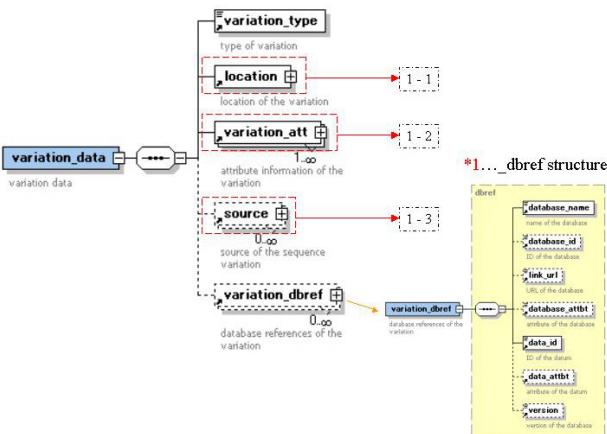 variation_type
type of variation
location
location of the variation
1 - 1
variation_att
1..∞
attribute information of the
variation
1 - 2
variation_data
variation data
source
0..∞
source of the sequence
variation
1 - 3
variation_dbref
0..∞
database references of the
variation
*1…_dbref structure
dbref
variation_dbref
database references of the
variation
database_name
name of the database
database_id
ID of the database
link_url
URL of the database
database_attbt
attribute of the database
data_id
ID of the datum
data_attbt
attribute of the datum
version
version of the database